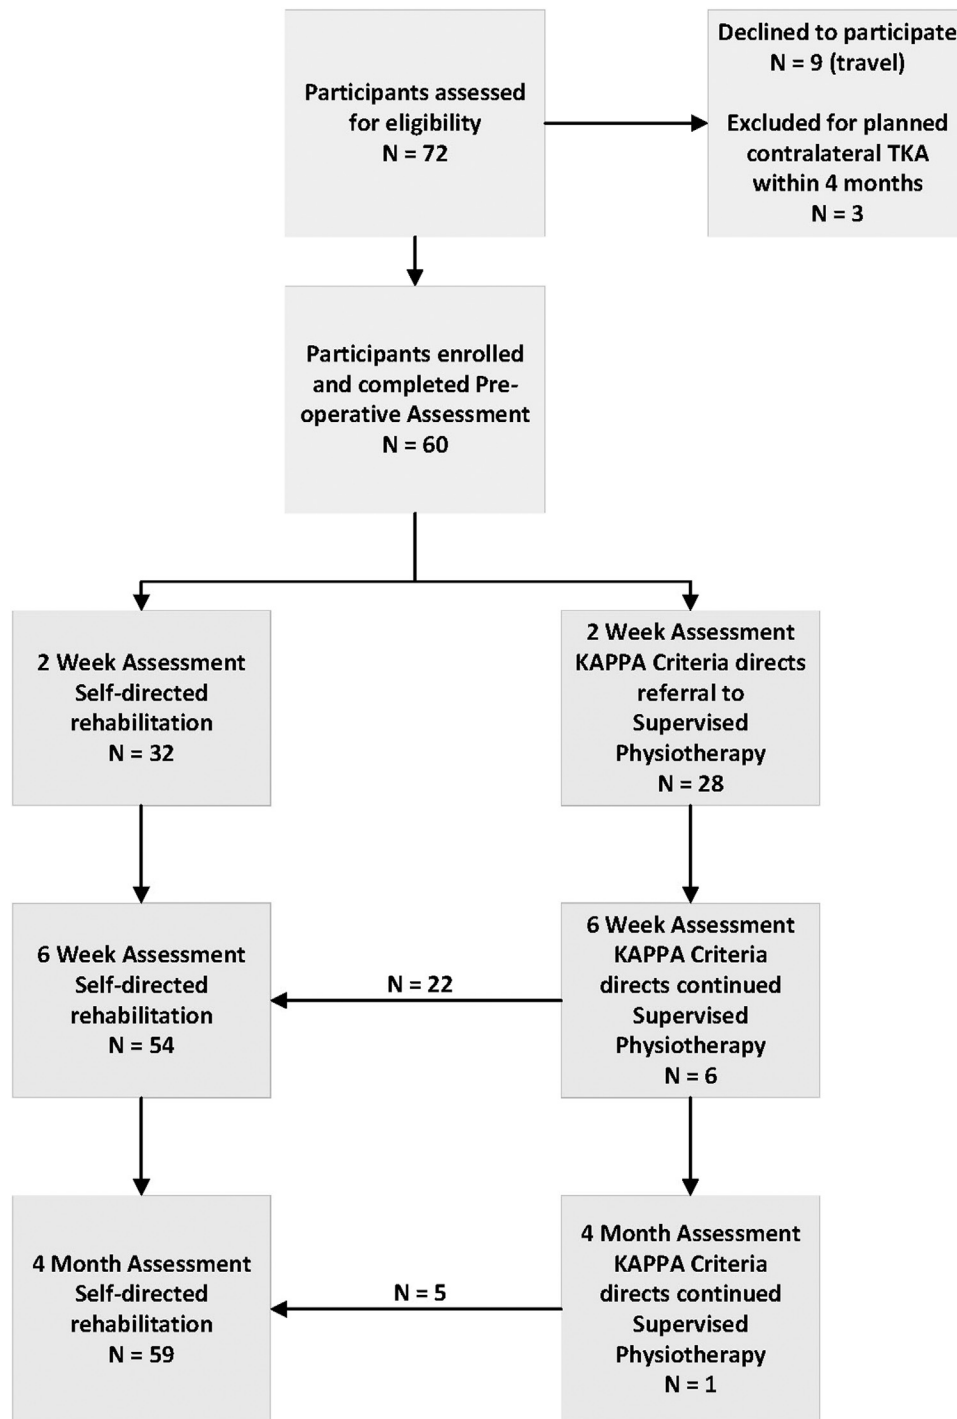 Participants assessed
for eligibility
N = 72
Declined to participate
N = 9 (travel)
Excluded for planned
contralateral TKA
within 4 months
N = 3
Participants enrolled
and completed Pre-
operative Assessment
N = 60
2 Week Assessment
Self-directed
rehabilitation
N = 32
2 Week Assessment
KAPPA Criteria directs
referral to
Supervised
Physiotherapy
N = 28
6 Week Assessment
Self-directed
rehabilitation
N = 54
N = 22
6 Week Assessment
KAPPA Criteria
directs continued
Supervised
Physiotherapy
N = 6
4 Month Assessment
Self-directed
rehabilitation
N = 59
N = 5
4 Month Assessment
KAPPA Criteria
directs continued
Supervised
Physiotherapy
N = 1